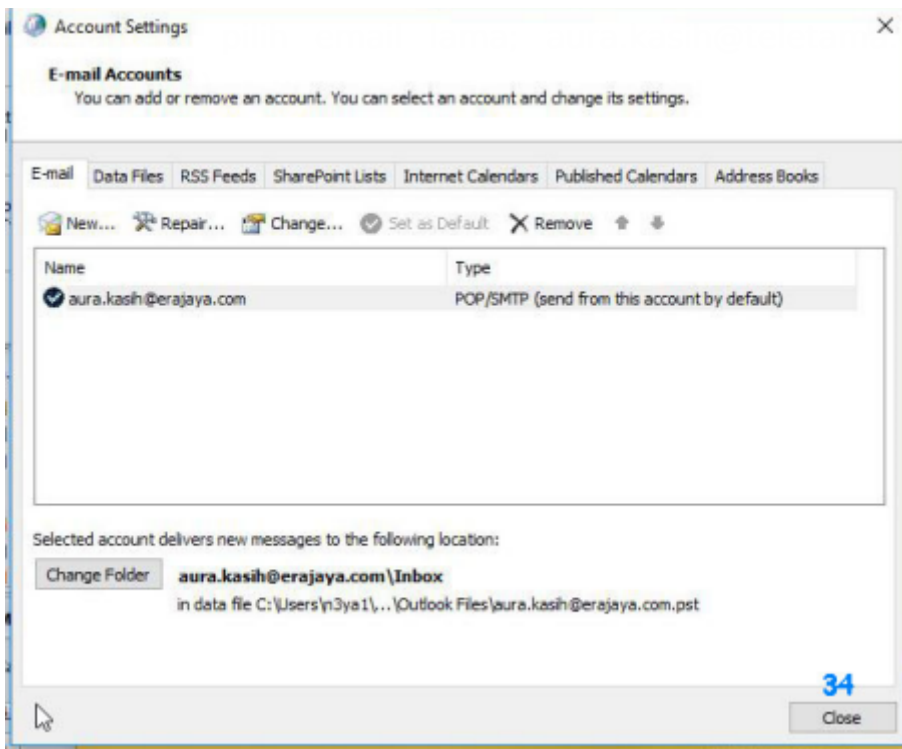 Account Settings
E-mail Accounts
You can add or remove an account. You can select an account and change its settings.
E-mail Data Files RSS Feeds SharePoint Lists Internet Calendars Published Calendars Address Books
New... Repair... Change... Set as Default Remove
Name Type
aura.kasih@erajaya.com POP/SMTP (send from this account by default)
Selected account delivers new messages to the following location:
Change Folder aura.kasih@erajaya.com\Inbox
in data file C:\Users\n3ya1\...\Outlook Files\aura.kasih@erajaya.com.pst
34
Close